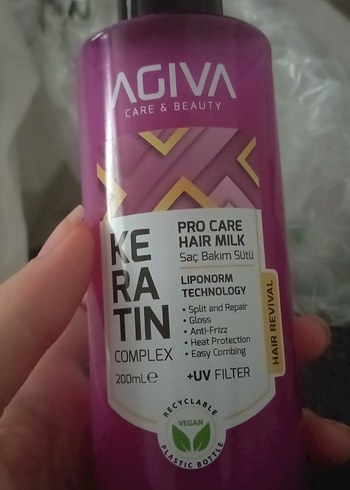 AGIVA
CARE & BEAUTY
KE
RA
TIN
COMPLEX
200mL e
PRO CARE
HAIR MILK
Saç Bakım Sütü
LIPONORM
TECHNOLOGY
• Split and Repair
• Gloss
• Anti-Frizz
• Heat Protection
• Easy Combing
+UV FILTER
HAIR REVIVAL
RECYCLABLE
VEGAN
PLASTIC BOTTLE